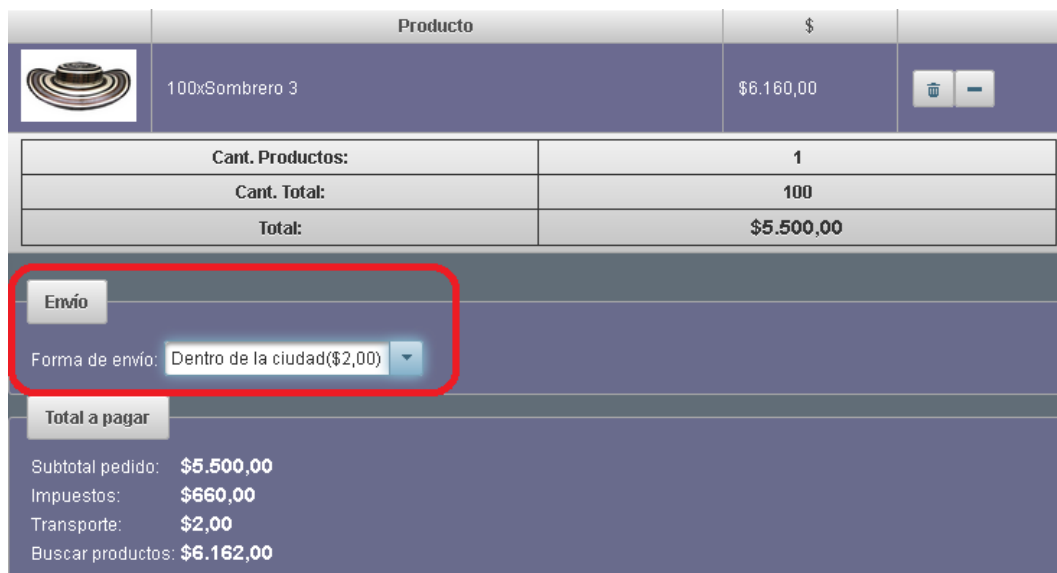 Producto $
100xSombrero 3 $6.160,00
Cant. Productos: 1
Cant. Total: 100
Total: $5.500,00
Envío
Forma de envío: Dentro de la ciudad($2,00)
Total a pagar
Subtotal pedido: $5.500,00
Impuestos: $660,00
Transporte: $2,00
Buscar productos: $6.162,00